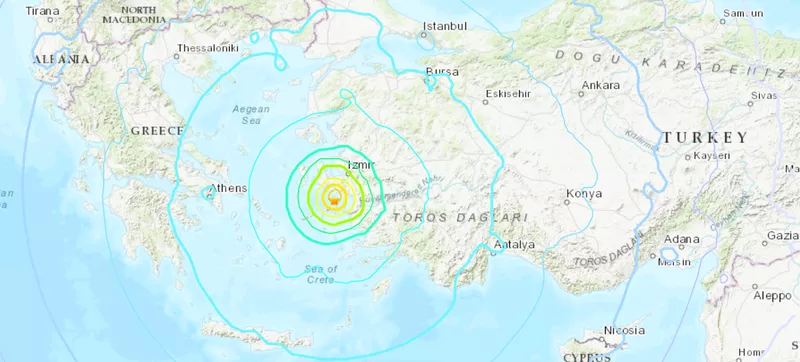 Tirana
NORTH
MACEDONIA
Samsun
Istanbul
Thessaloniki
ALBANIA
DOGU KARADENIZ
Bursa
Ankara
Eskisehir
Sivas
Aegean
Sea
GREECE
TURKEY
Kayseri
Izmir
Athens
Konya
TOROS DAGLARI
Antalya
TOROS DAGLARI
Adana
Gazia
Mersin
Sea of
Crete
Aleppo
Nicosia
CYPRUS
Homs
S